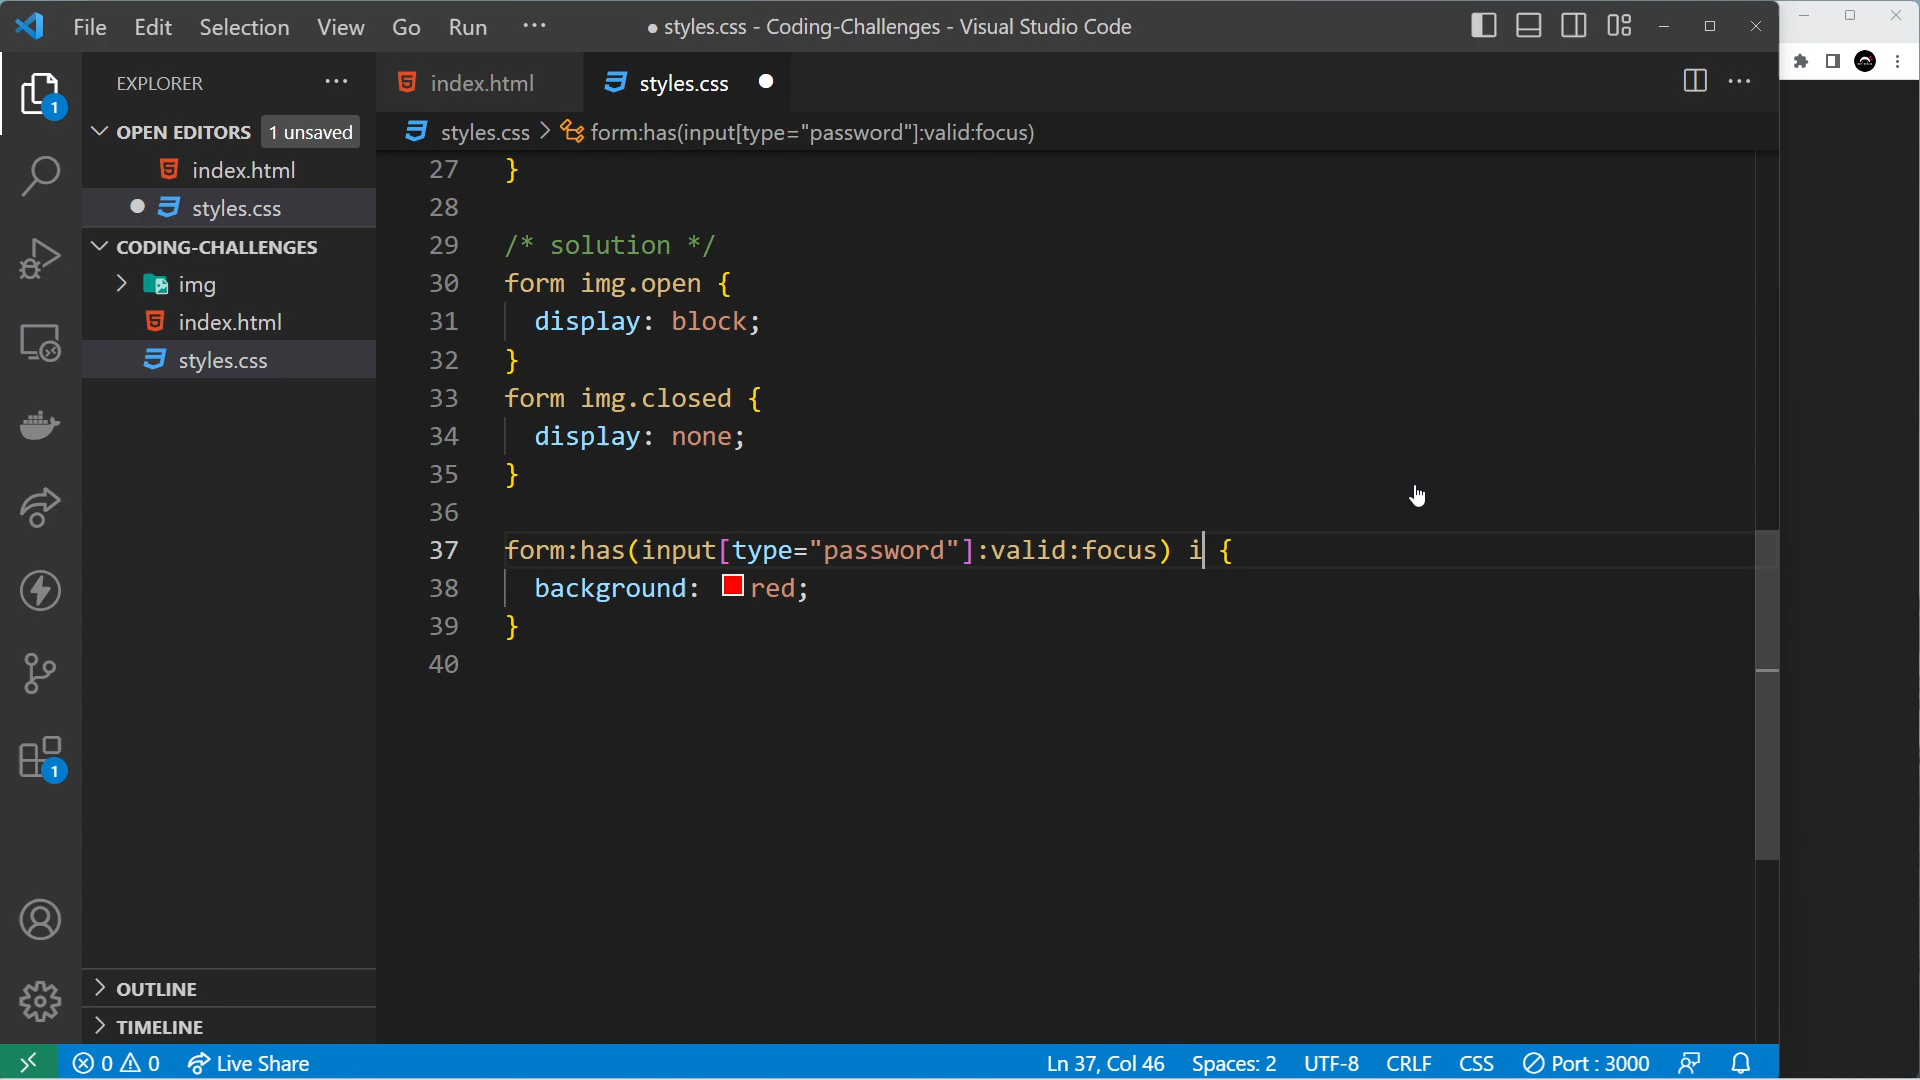 File Edit Selection View Go Run ···
● styles.css - Coding-Challenges - Visual Studio Code
EXPLORER ···
index.html
styles.css
OPEN EDITORS 1 unsaved
styles.css > form:has(input[type="password"]:valid:focus)
index.html
styles.css
CODING-CHALLENGES
img
index.html
styles.css
27 }
28
29 /* solution */
30 form img.open {
31 display: block;
32 }
33 form img.closed {
34 display: none;
35 }
36
37 form:has(input[type="password"]:valid:focus) i {
38 background: red;
39 }
40
1
1
OUTLINE
TIMELINE
0 0 Live Share
Ln 37, Col 46 Spaces: 2 UTF-8 CRLF CSS Port : 3000